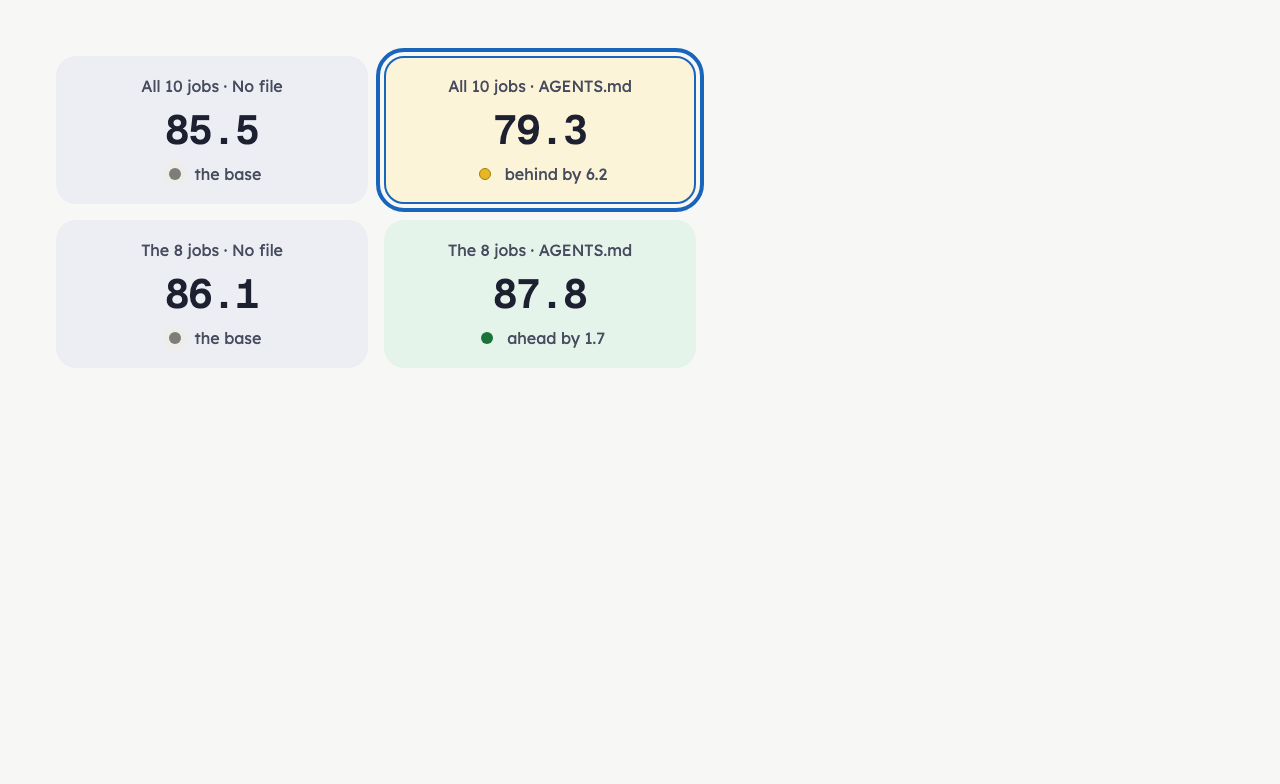 All 10 jobs · No file
85.5
the base
All 10 jobs · AGENTS.md
79.3
behind by 6.2
The 8 jobs · No file
86.1
the base
The 8 jobs · AGENTS.md
87.8
ahead by 1.7